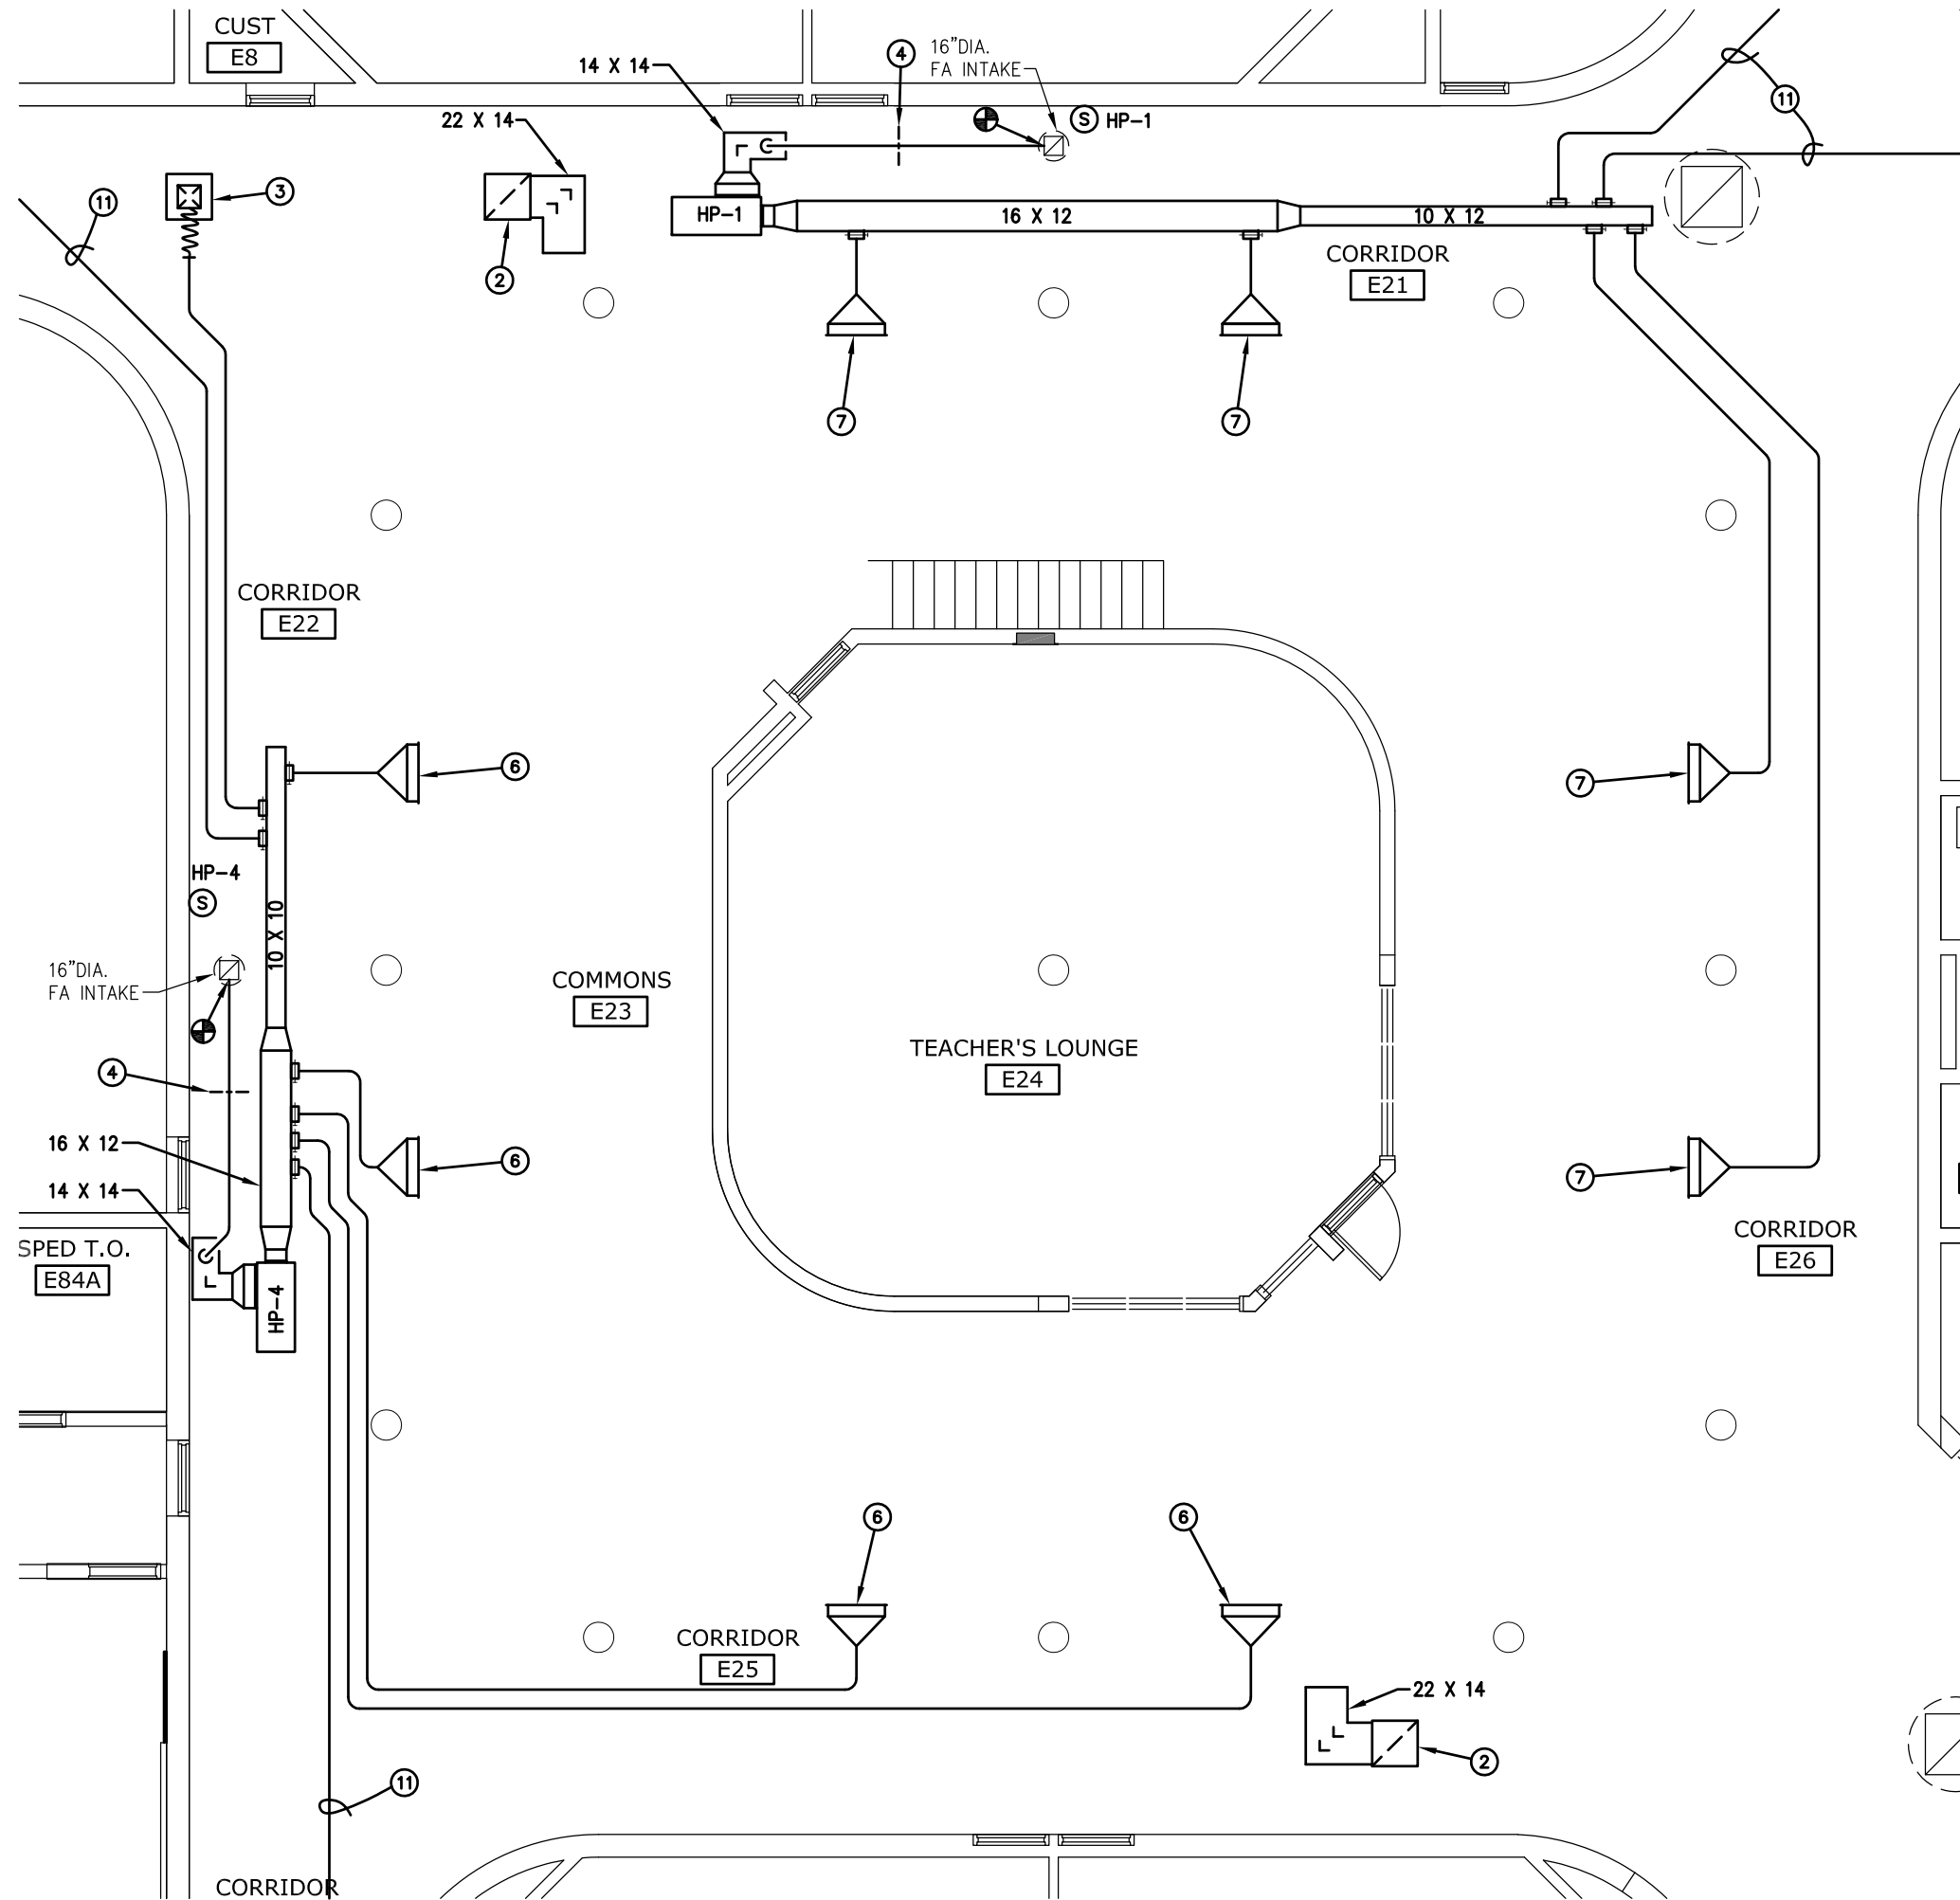 CUST
E8
14 X 14
4
16"DIA.
FA INTAKE
S HP-1
11
22 X 14
3
11
2
HP-1
16 X 12
10 X 12
CORRIDOR
E21
7
7
CORRIDOR
E22
6
7
HP-4
S
10 X 10
16"DIA.
FA INTAKE
COMMONS
E23
TEACHER'S LOUNGE
E24
4
16 X 12
6
7
14 X 14
SPED T.O.
E84A
HP-4
CORRIDOR
E26
6
6
CORRIDOR
E25
22 X 14
2
11
CORRIDOR